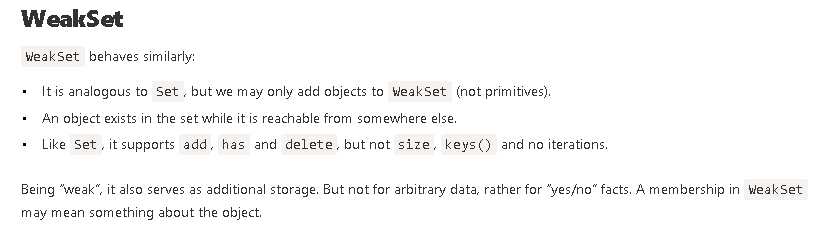 WeakSet
WeakSet behaves similarly:
• It is analogous to Set, but we may only add objects to WeakSet (not primitives).
• An object exists in the set while it is reachable from somewhere else.
• Like Set, it supports add, has and delete, but not size, keys() and no iterations.
Being “weak”, it also serves as additional storage. But not for arbitrary data, rather for “yes/no” facts. A membership in WeakSet
may mean something about the object.